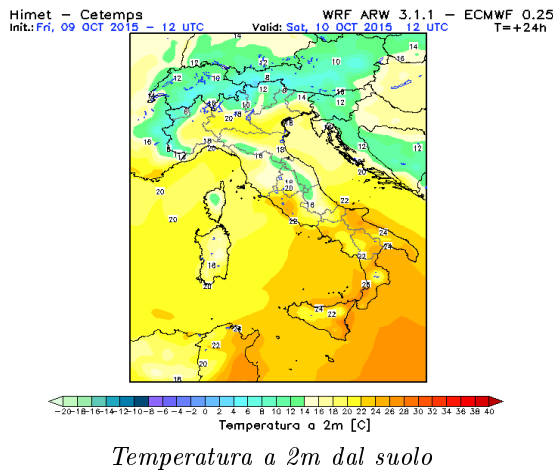 Himet – Cetemps WRF ARW 3.1.1 – ECMWF 0.25
Init.: Fri, 09 OCT 2015 – 12 UTC Valid: Sat, 10 OCT 2015 12 UTC T=+24h
-20-18-16-14-12-10-8 -6 -4 -2 0 2 4 6 8 10 12 14 16 18 20 22 24 26 28 30 32 34 36 38 40
Temperatura a 2m [C]
Temperatura a 2m dal suolo